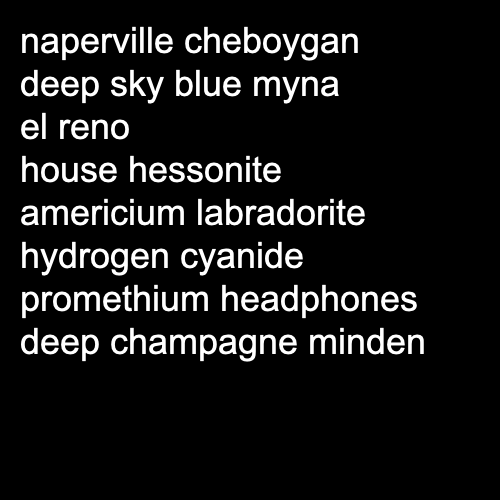 naperville cheboygan
deep sky blue myna
el reno
house hessonite
americium labradorite
hydrogen cyanide
promethium headphones
deep champagne minden